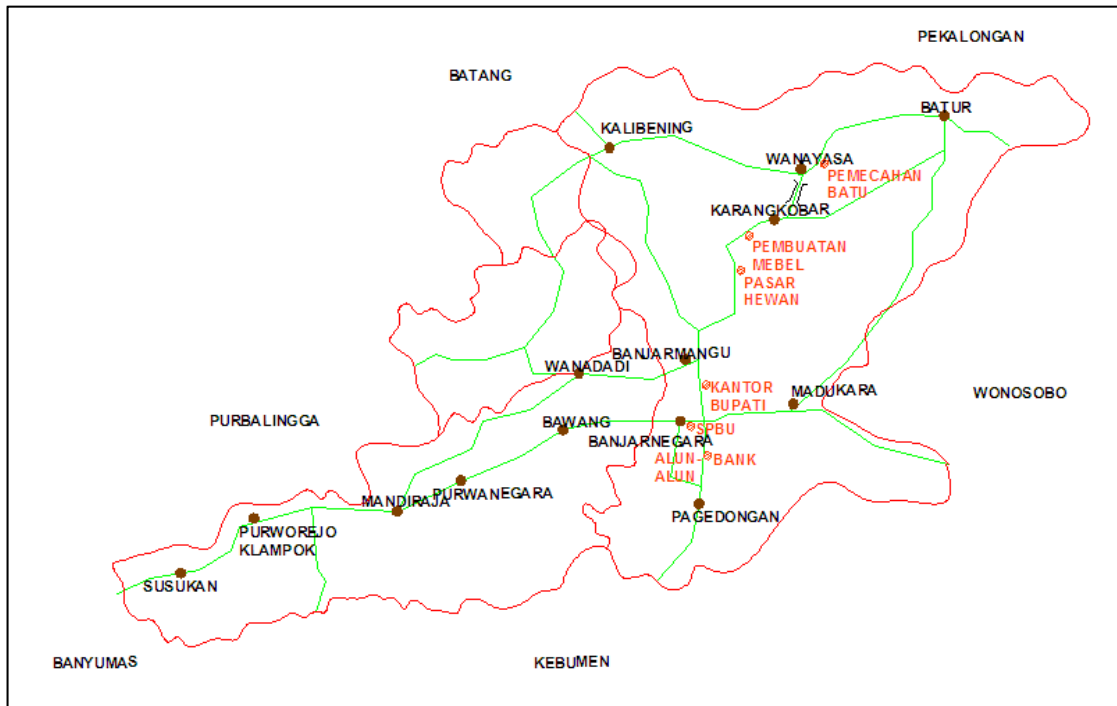 PEKALONGAN
BATANG
BATUR
KALIBENING
WANAYASA
PEMECAHAN
BATU
KARANGKOBAR
PEMBUATAN
MEBEL
PASAR
HEWAN
BANJARMANGU
WANADADI
KANTOR
BUPATI
MADUKARA
WONOSOBO
PURBALINGGA
BAWANG
SPBU
BANJARNEGARA
ALUN-
ALUN
BANK
PURWANEGARA
MANDIRAJA
PAGEDONGAN
PURWOREJO
KLAMPOK
SUSUKAN
BANYUMAS
KEBUMEN